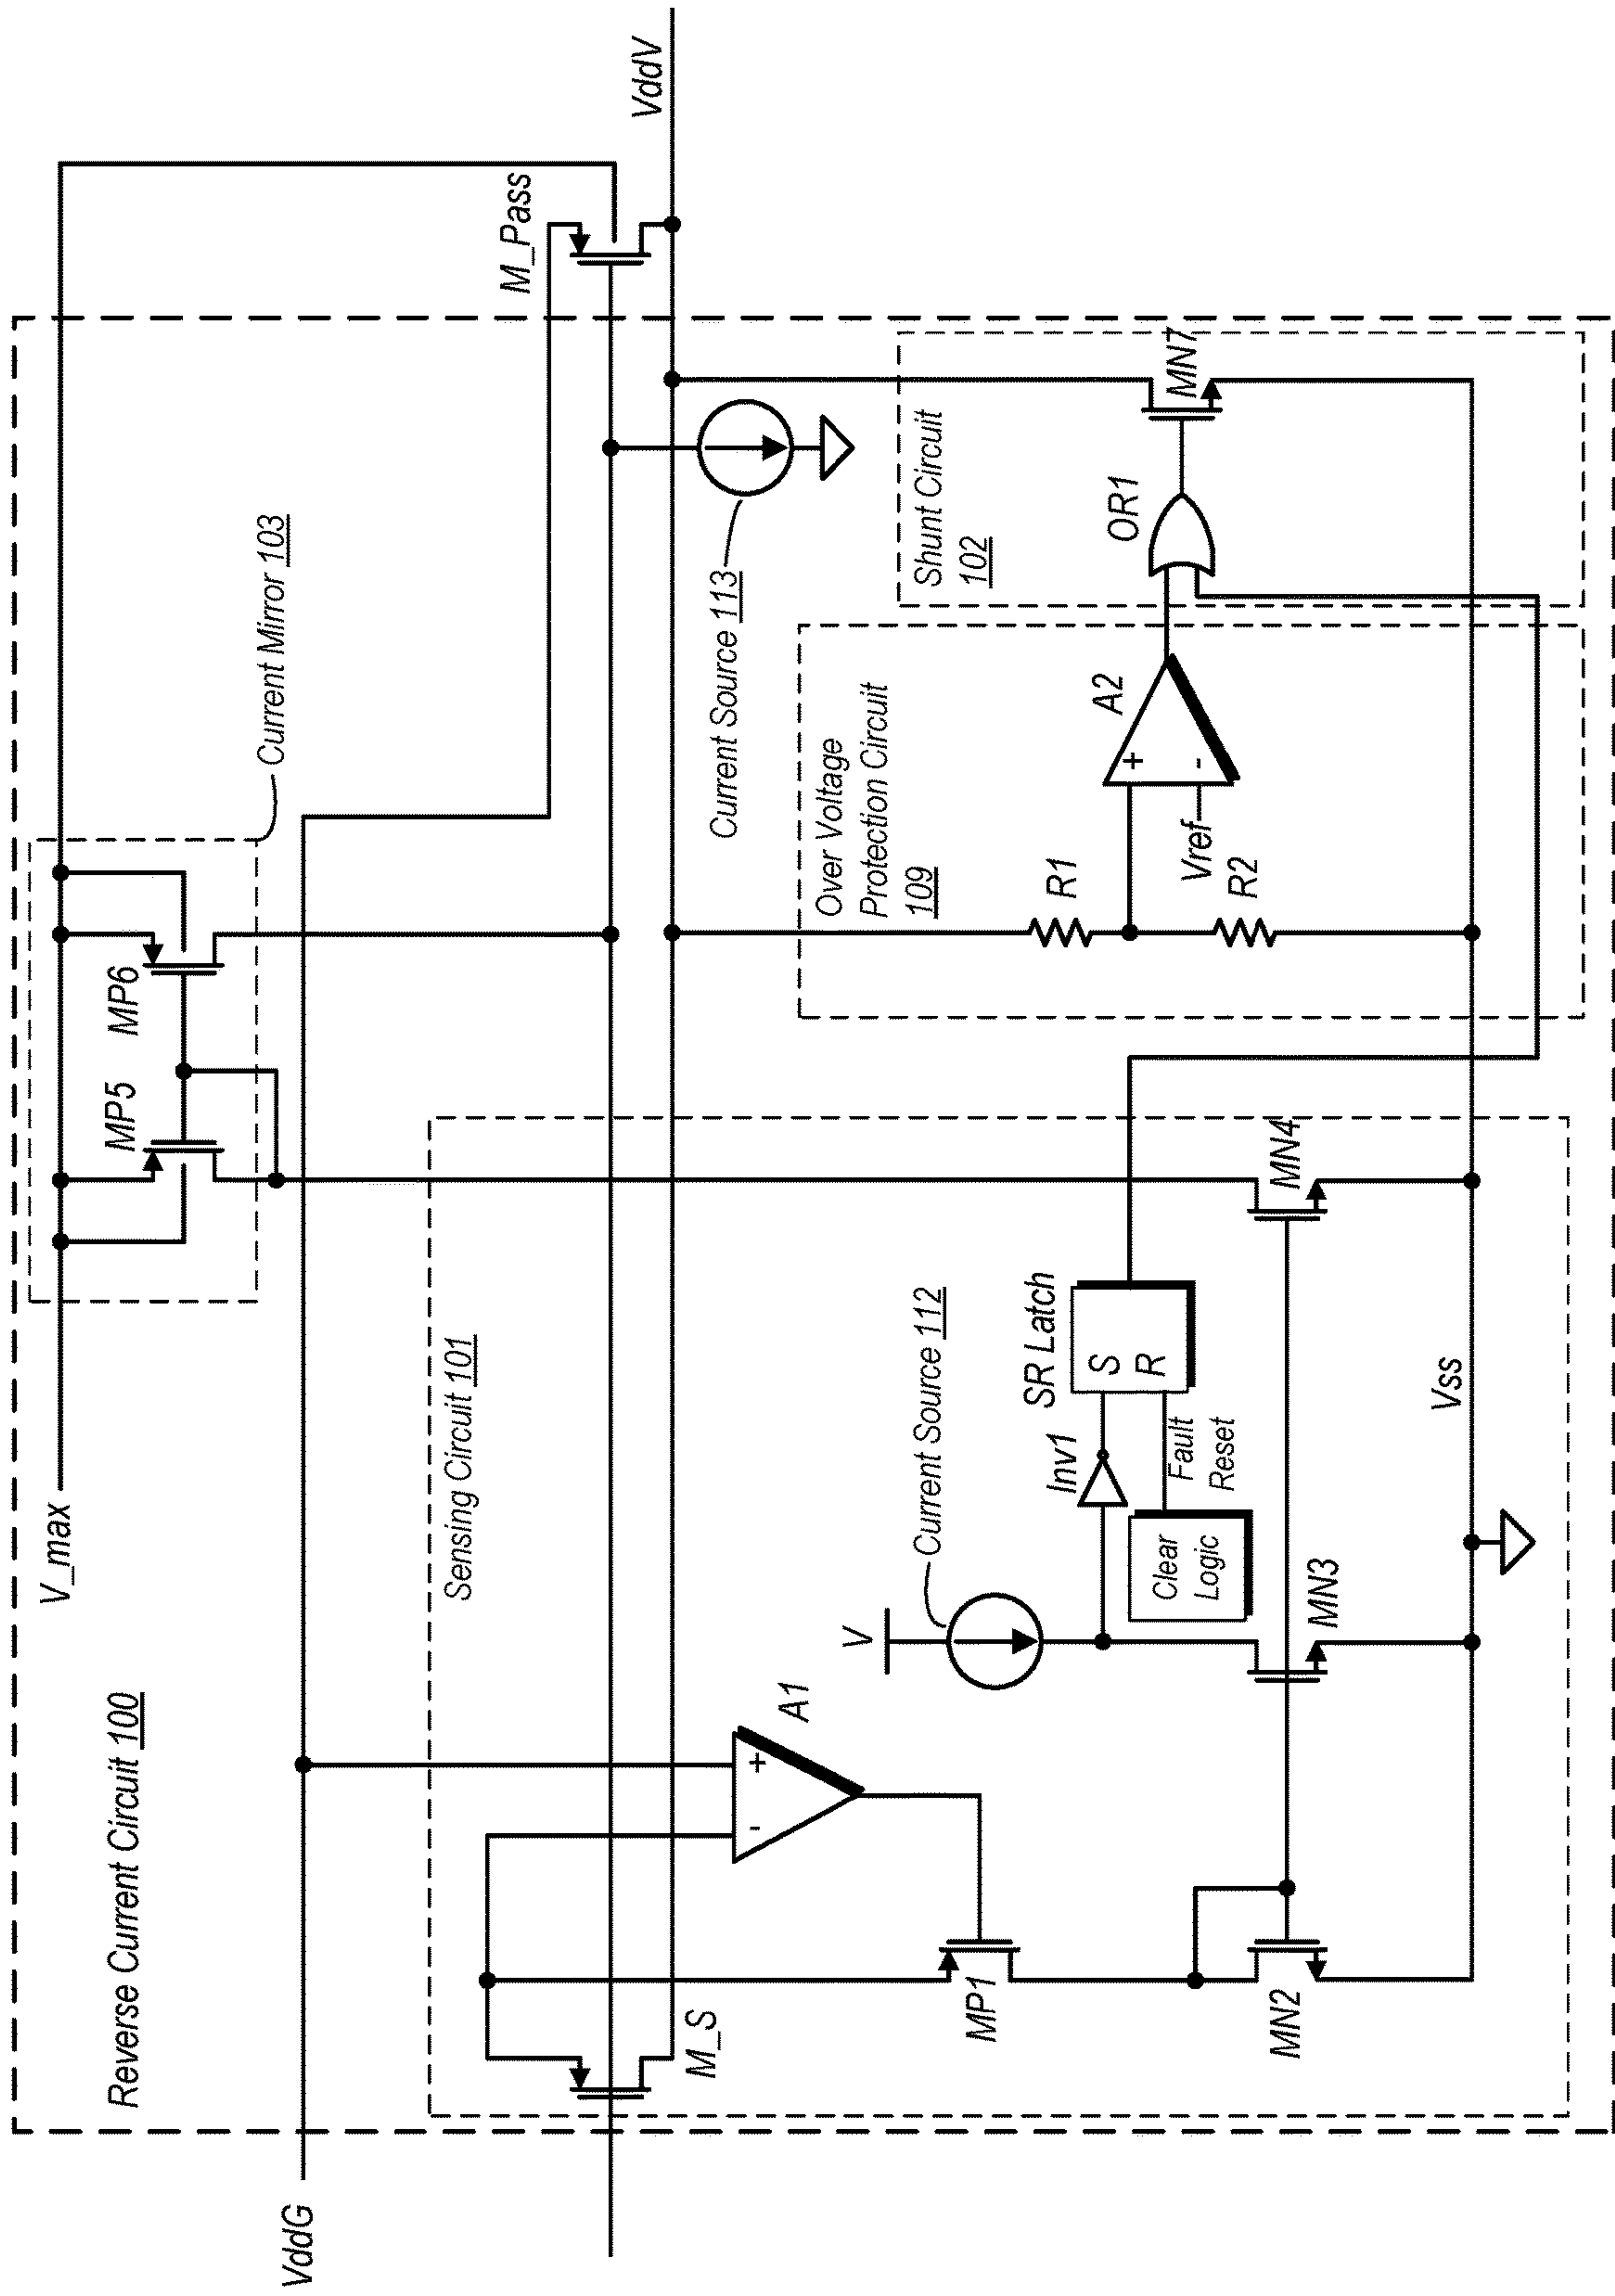 V_max
MP5
MP6
Current Mirror 103
Reverse Current Circuit 100
VddG
M_Pass
VddV
Sensing Circuit 101
M_S
A1
-
+
Current Source 113
V
Current Source 112
MP1
Over Voltage
Protection Circuit
109
Shunt Circuit
102
SR Latch
S
R
Inv1
Fault
Reset
Clear
Logic
R1
R2
Vref
+
-
A2
OR1
MN7
MN2
MN3
MN4
Vss